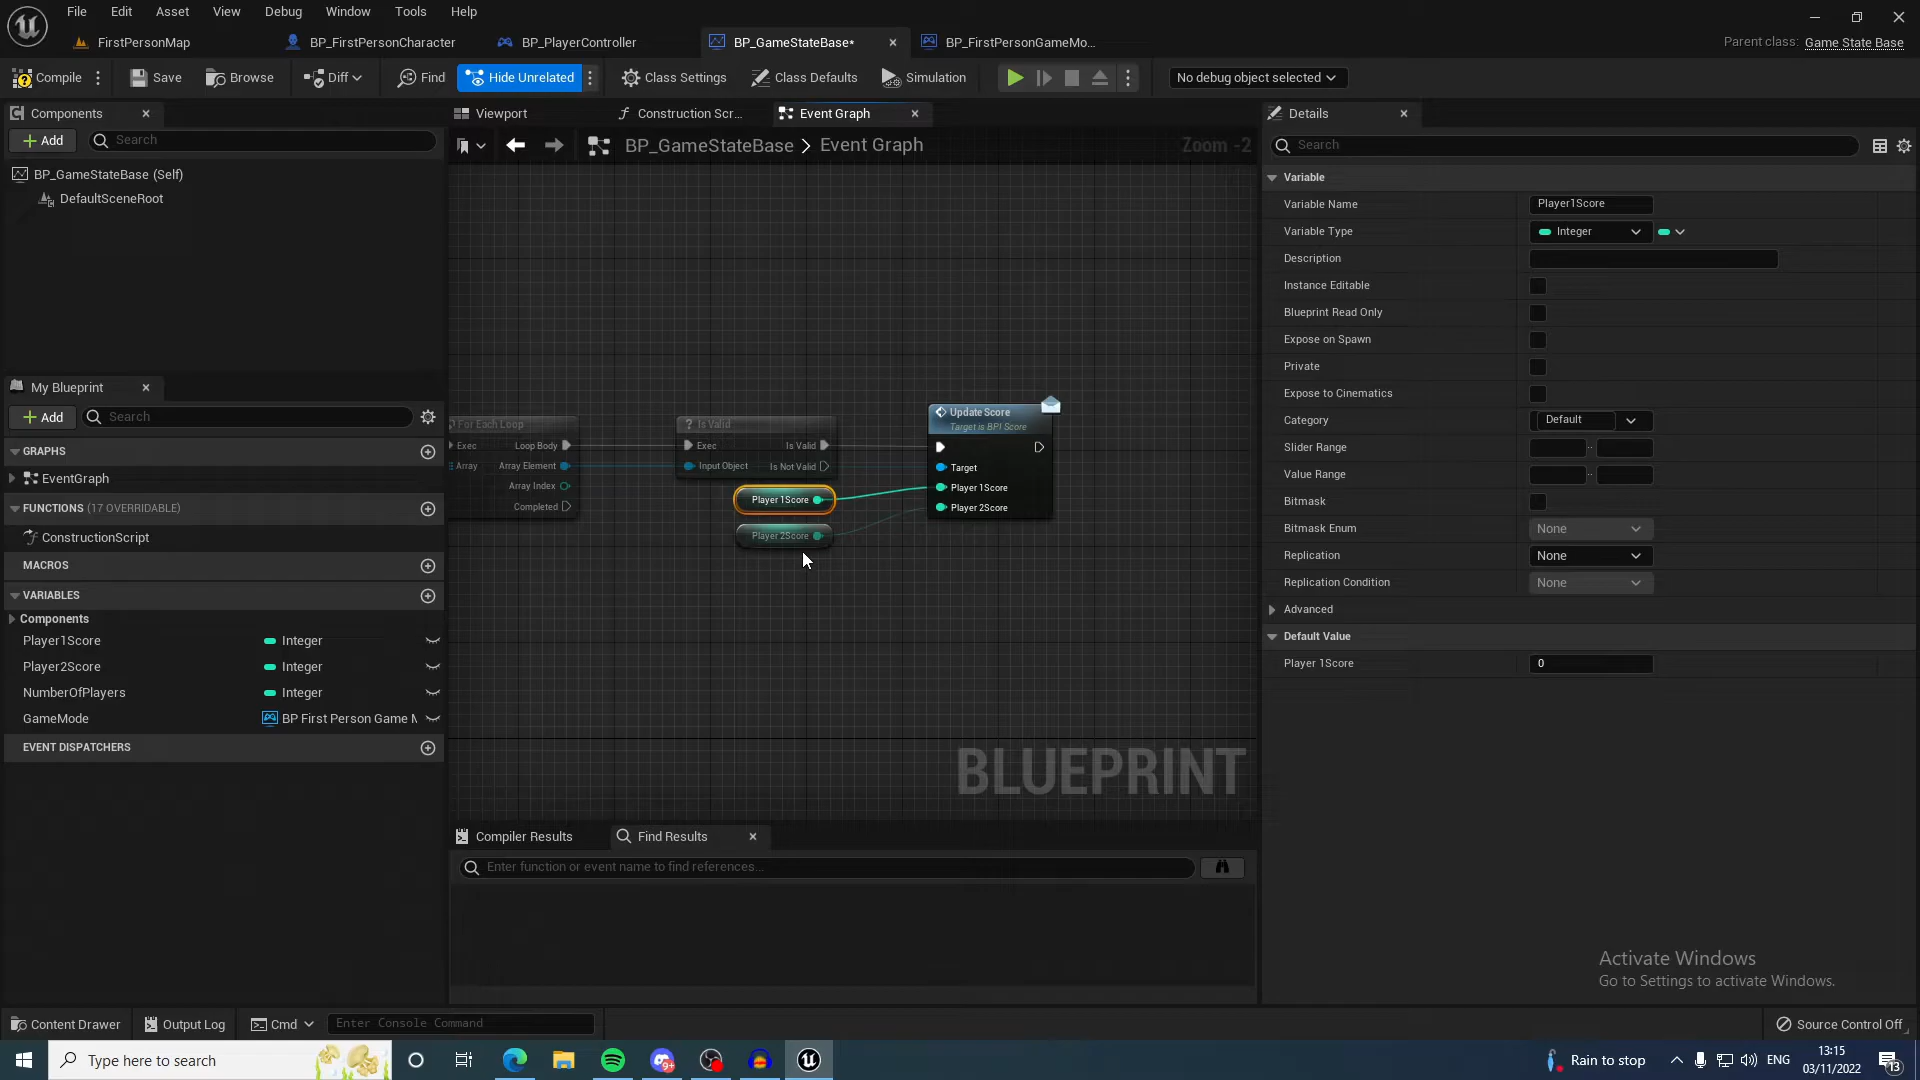 File Edit Asset View Debug Window Tools Help
FirstPersonMap BP_FirstPersonCharacter BP_PlayerController BP_GameStateBase* BP_FirstPersonGameMo...
Parent class: Game State Base
Compile Save Browse Diff Find Hide Unrelated Class Settings Class Defaults Simulation No debug object selected
Components
Add Search
BP_GameStateBase (Self)
DefaultSceneRoot
My Blueprint
Add Search
GRAPHS
EventGraph
FUNCTIONS (17 OVERRIDABLE)
ConstructionScript
MACROS
VARIABLES
Components
Player1Score Integer
Player2Score Integer
NumberOfPlayers Integer
GameMode BP First Person Game M
EVENT DISPATCHERS
Viewport Construction Scr... Event Graph
BP_GameStateBase > Event Graph Zoom -2
For Each Loop
Exec Loop Body
Array Array Element
Array Index
Completed
? Is Valid
Exec Is Valid
Input Object Is Not Valid
Player 1Score
Player 2Score
Update Score
Target is BPI Score
Target
Player 1Score
Player 2Score
BLUEPRINT
Compiler Results Find Results
Enter function or event name to find references...
Details
Search
Variable
Variable Name Player1Score
Variable Type Integer
Description
Instance Editable
Blueprint Read Only
Expose on Spawn
Private
Expose to Cinematics
Category Default
Slider Range
Value Range
Bitmask
Bitmask Enum None
Replication None
Replication Condition None
Advanced
Default Value
Player 1Score 0
Activate Windows
Go to Settings to activate Windows.
Content Drawer Output Log Cmd Enter Console Command Source Control Off
Type here to search 9+ Rain to stop ENG 13:15
03/11/2022 13